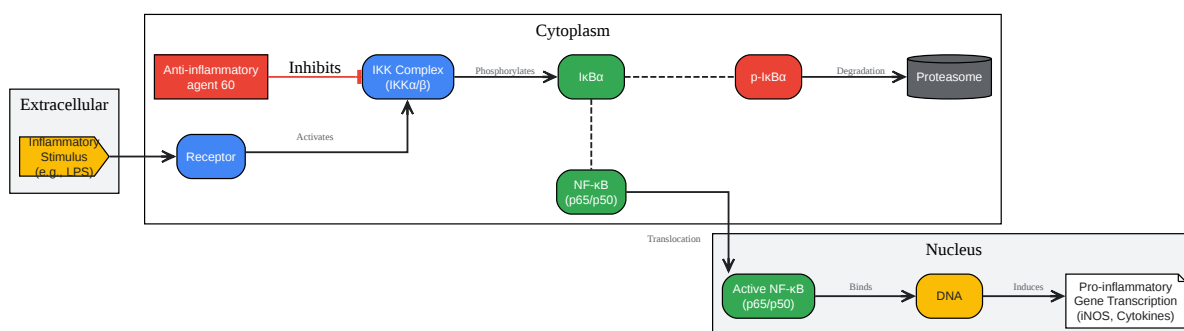 Cytoplasm
Anti-inflammatory
agent 60
Inhibits
IKK Complex
(IKKα/β)
Phosphorylates
IκBα
p-IκBα
Degradation
Proteasome
Extracellular
Inflammatory
Stimulus
(e.g., LPS)
Receptor
Activates
NF-κB
(p65/p50)
Translocation
Nucleus
Active NF-κB
(p65/p50)
Binds
DNA
Induces
Pro-inflammatory
Gene Transcription
(iNOS, Cytokines)